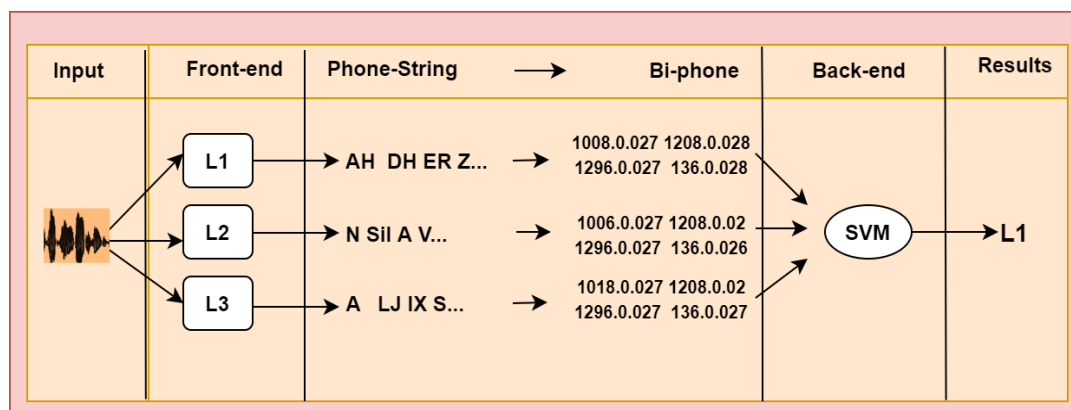 Input Front-end Phone-String Bi-phone Back-end Results
L1 AH DH ER Z... 1008.0.027 1208.0.028
1296.0.027 136.0.028
L2 N Sil A V... 1006.0.027 1208.0.02
1296.0.027 136.0.026
SVM L1
L3 A LJ IX S... 1018.0.027 1208.0.02
1296.0.027 136.0.027